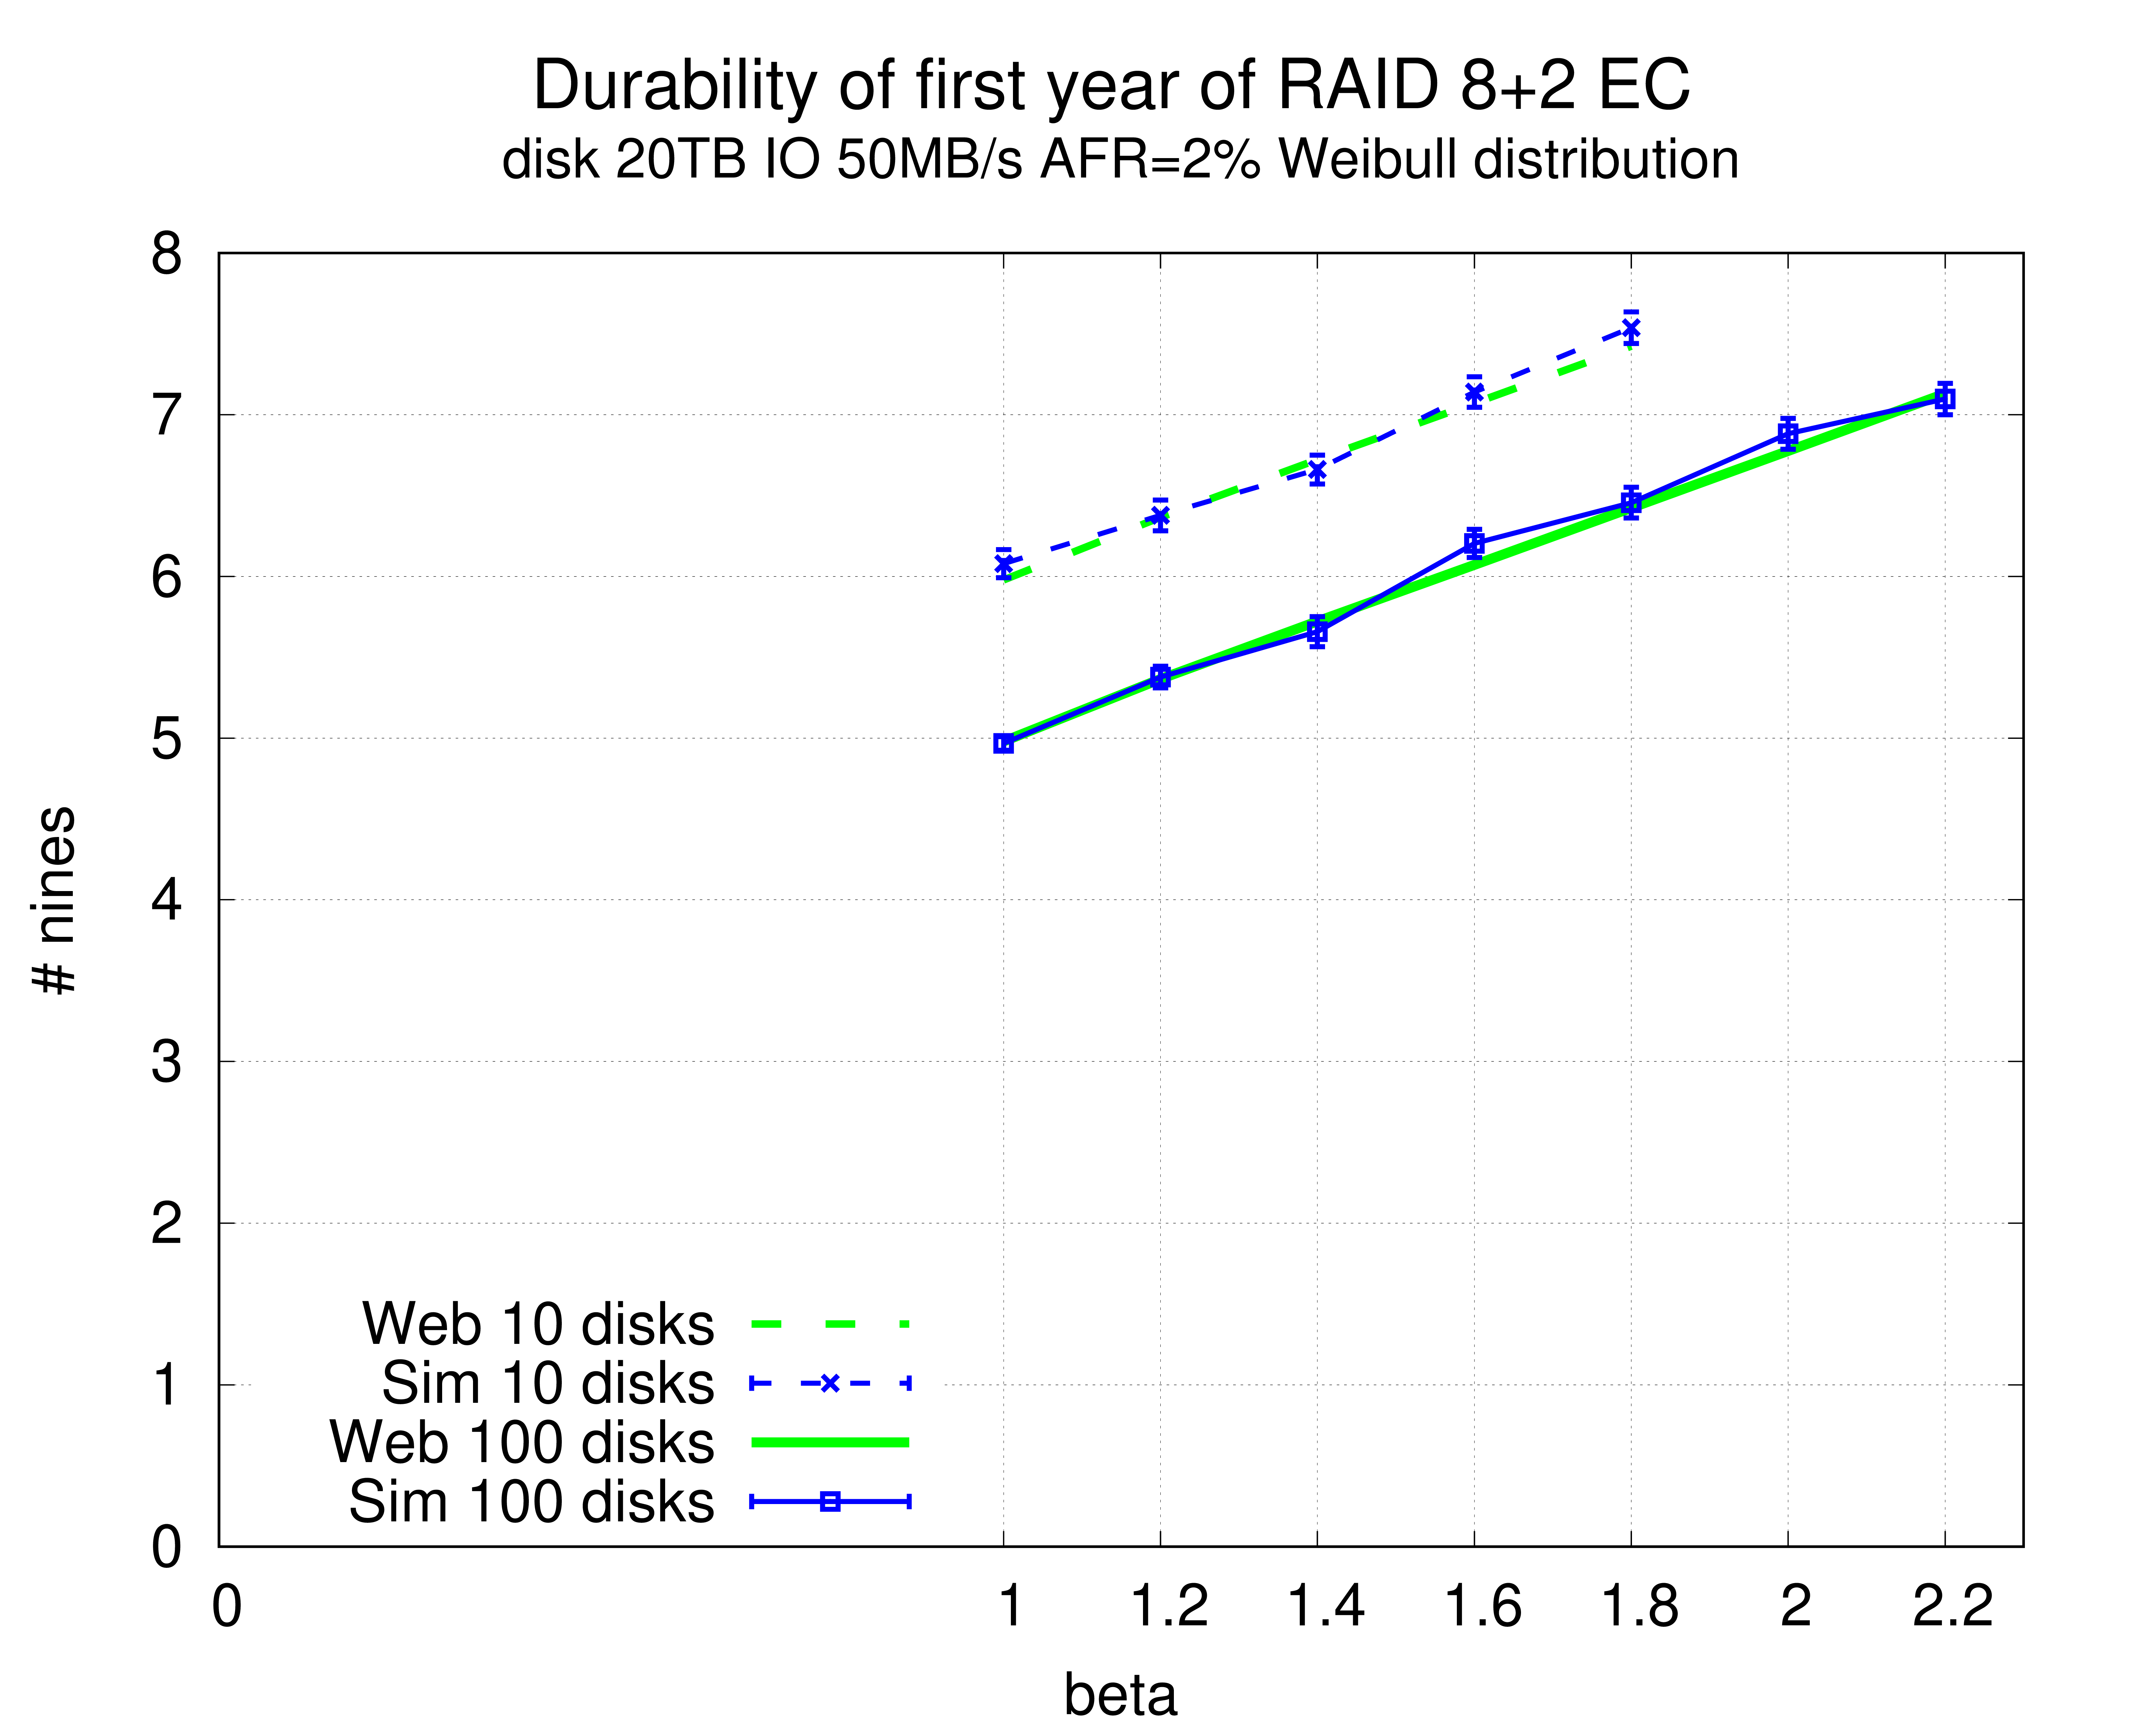 Durability of first year of RAID 8+2 EC
disk 20TB IO 50MB/s AFR=2% Weibull distribution
8
7
6
5
4
3
2
1
0
# nines
Web 10 disks
Sim 10 disks
Web 100 disks
Sim 100 disks
0 1 1.2 1.4 1.6 1.8 2 2.2
beta